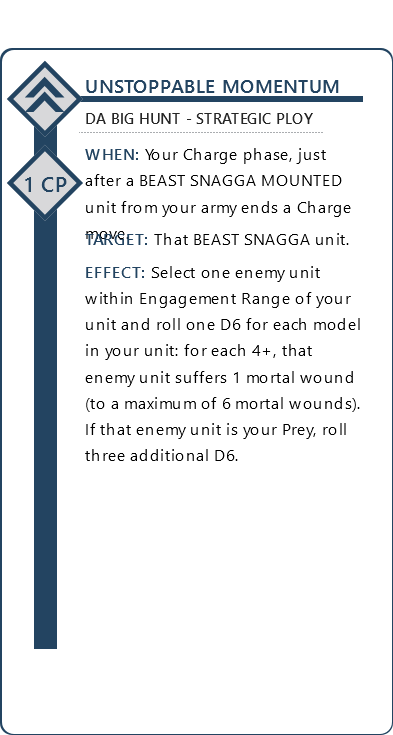 UNSTOPPABLE MOMENTUM
DA BIG HUNT - STRATEGIC PLOY
1 CP
WHEN: Your Charge phase, just
after a BEAST SNAGGA MOUNTED
unit from your army ends a Charge
move.
TARGET: That BEAST SNAGGA unit.
EFFECT: Select one enemy unit
within Engagement Range of your
unit and roll one D6 for each model
in your unit: for each 4+, that
enemy unit suffers 1 mortal wound
(to a maximum of 6 mortal wounds).
If that enemy unit is your Prey, roll
three additional D6.